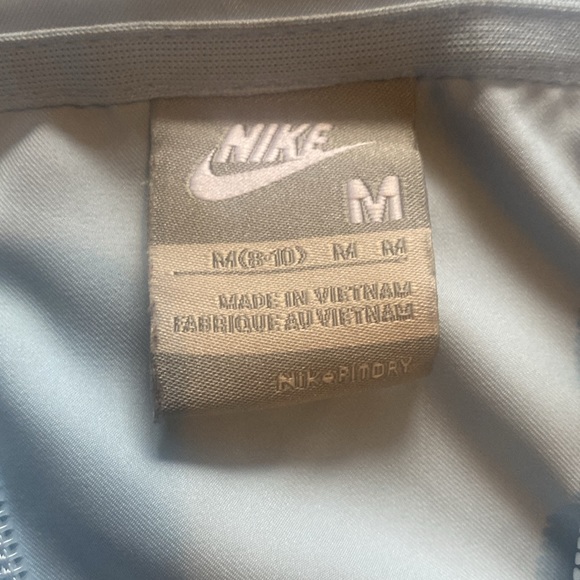 NIKE
M
M(8-10) M M
MADE IN VIETNAM
FABRIQUE AU VIETNAM